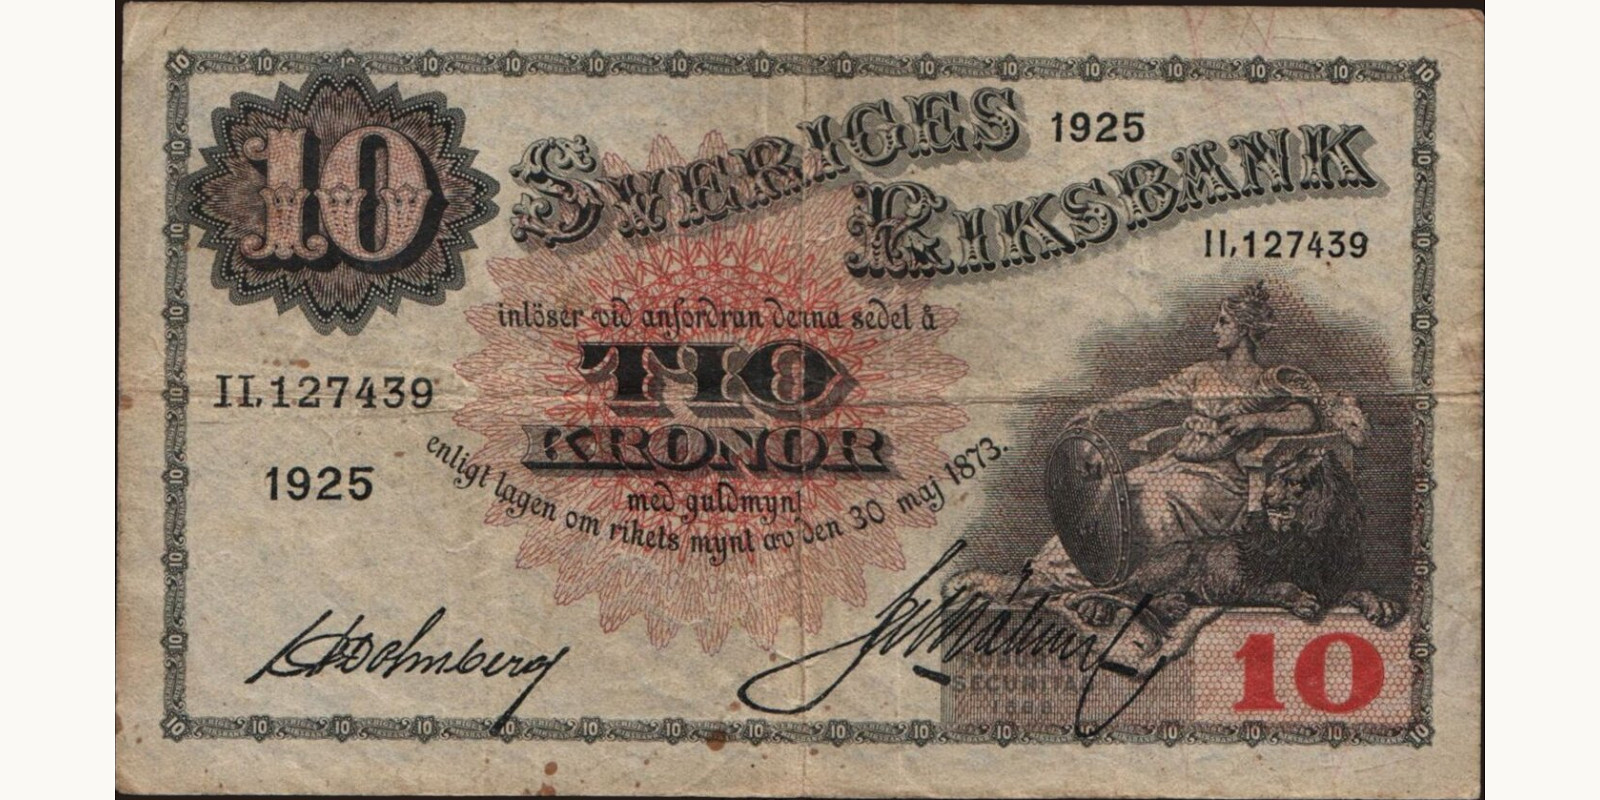 10
SVERIGES 1925
RIKSBANK
II,127439
inlöser vid anfordran denna sedel å
TIO
KRONOR
med guldmynt
enligt lagen om rikets mynt av den 30 maj 1873.
II,127439
1925
SECURITA
10